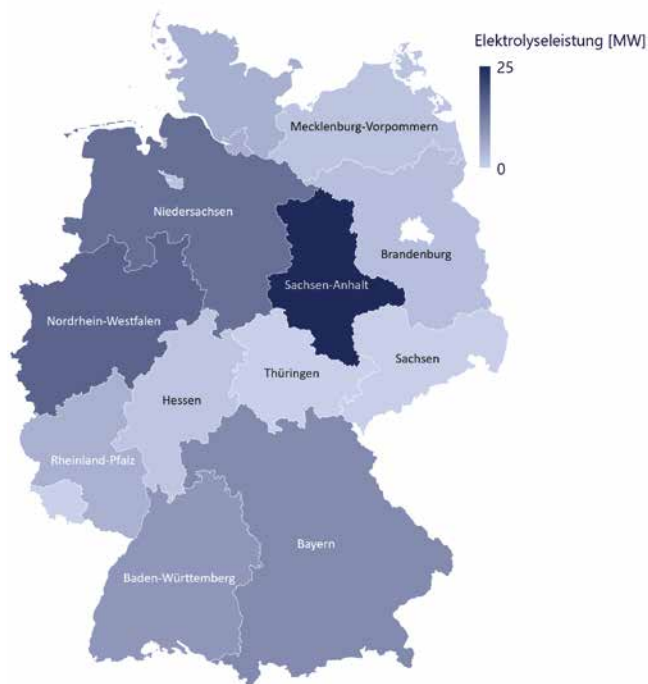 Elektrolyseleistung [MW]
25
0
Mecklenburg-Vorpommern
Niedersachsen
Brandenburg
Sachsen-Anhalt
Nordrhein-Westfalen
Sachsen
Thüringen
Hessen
Rheinland-Pfalz
Bayern
Baden-Württemberg